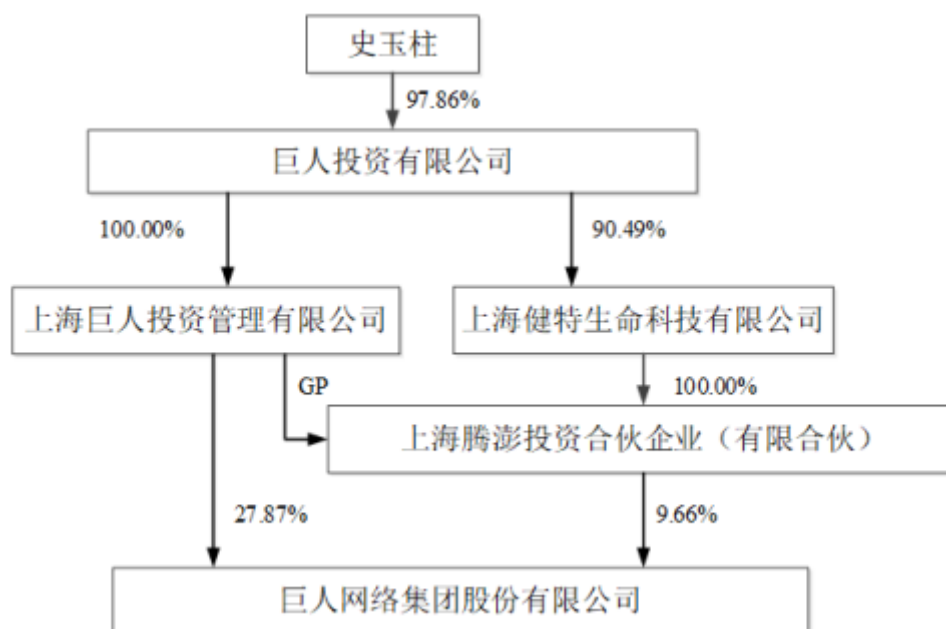 史玉柱
97.86%
巨人投资有限公司
100.00%
90.49%
上海巨人投资管理有限公司
上海健特生命科技有限公司
GP
100.00%
上海腾澎投资合伙企业（有限合伙）
27.87%
9.66%
巨人网络集团股份有限公司